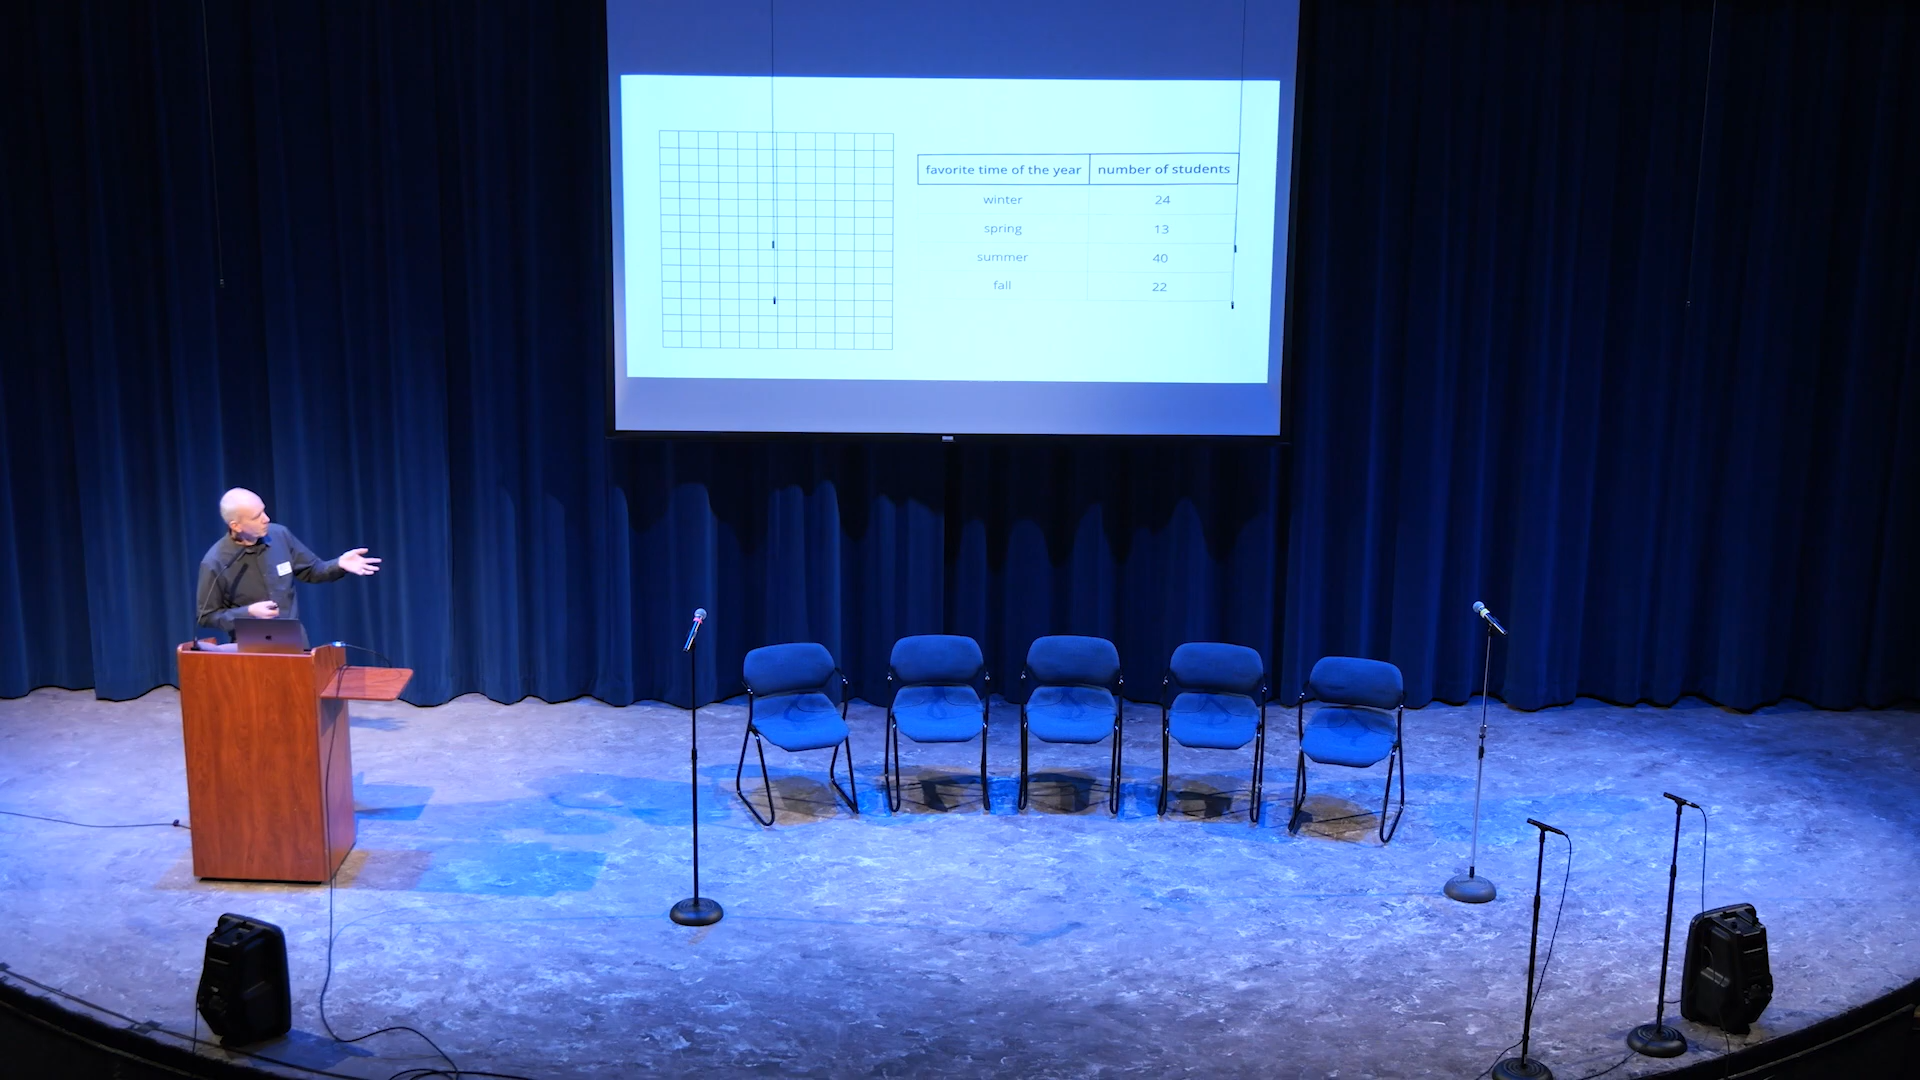 favorite time of the year number of students
winter 24
spring 13
summer 40
fall 22